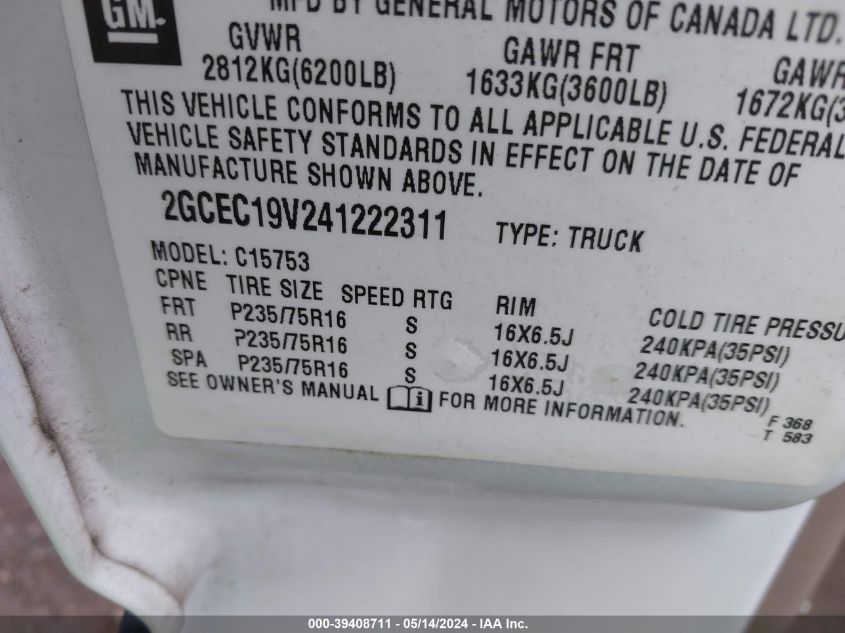 GM
MFD BY GENERAL MOTORS OF CANADA LTD.
GVWR GAWR FRT GAWR
2812KG(6200LB) 1633KG(3600LB) 1672KG(3
THIS VEHICLE CONFORMS TO ALL APPLICABLE U.S. FEDERAL
VEHICLE SAFETY STANDARDS IN EFFECT ON THE DATE OF
MANUFACTURE SHOWN ABOVE.
2GCEC19V241222311 TYPE: TRUCK
MODEL: C15753
CPNE TIRE SIZE SPEED RTG RIM COLD TIRE PRESSU
FRT P235/75R16 S 16X6.5J 240KPA(35PSI)
RR P235/75R16 S 16X6.5J 240KPA(35PSI)
SPA P235/75R16 S 16X6.5J 240KPA(35PSI)
SEE OWNER'S MANUAL i FOR MORE INFORMATION.
F 368
T 583
000-39408711 - 05/14/2024 - IAA Inc.